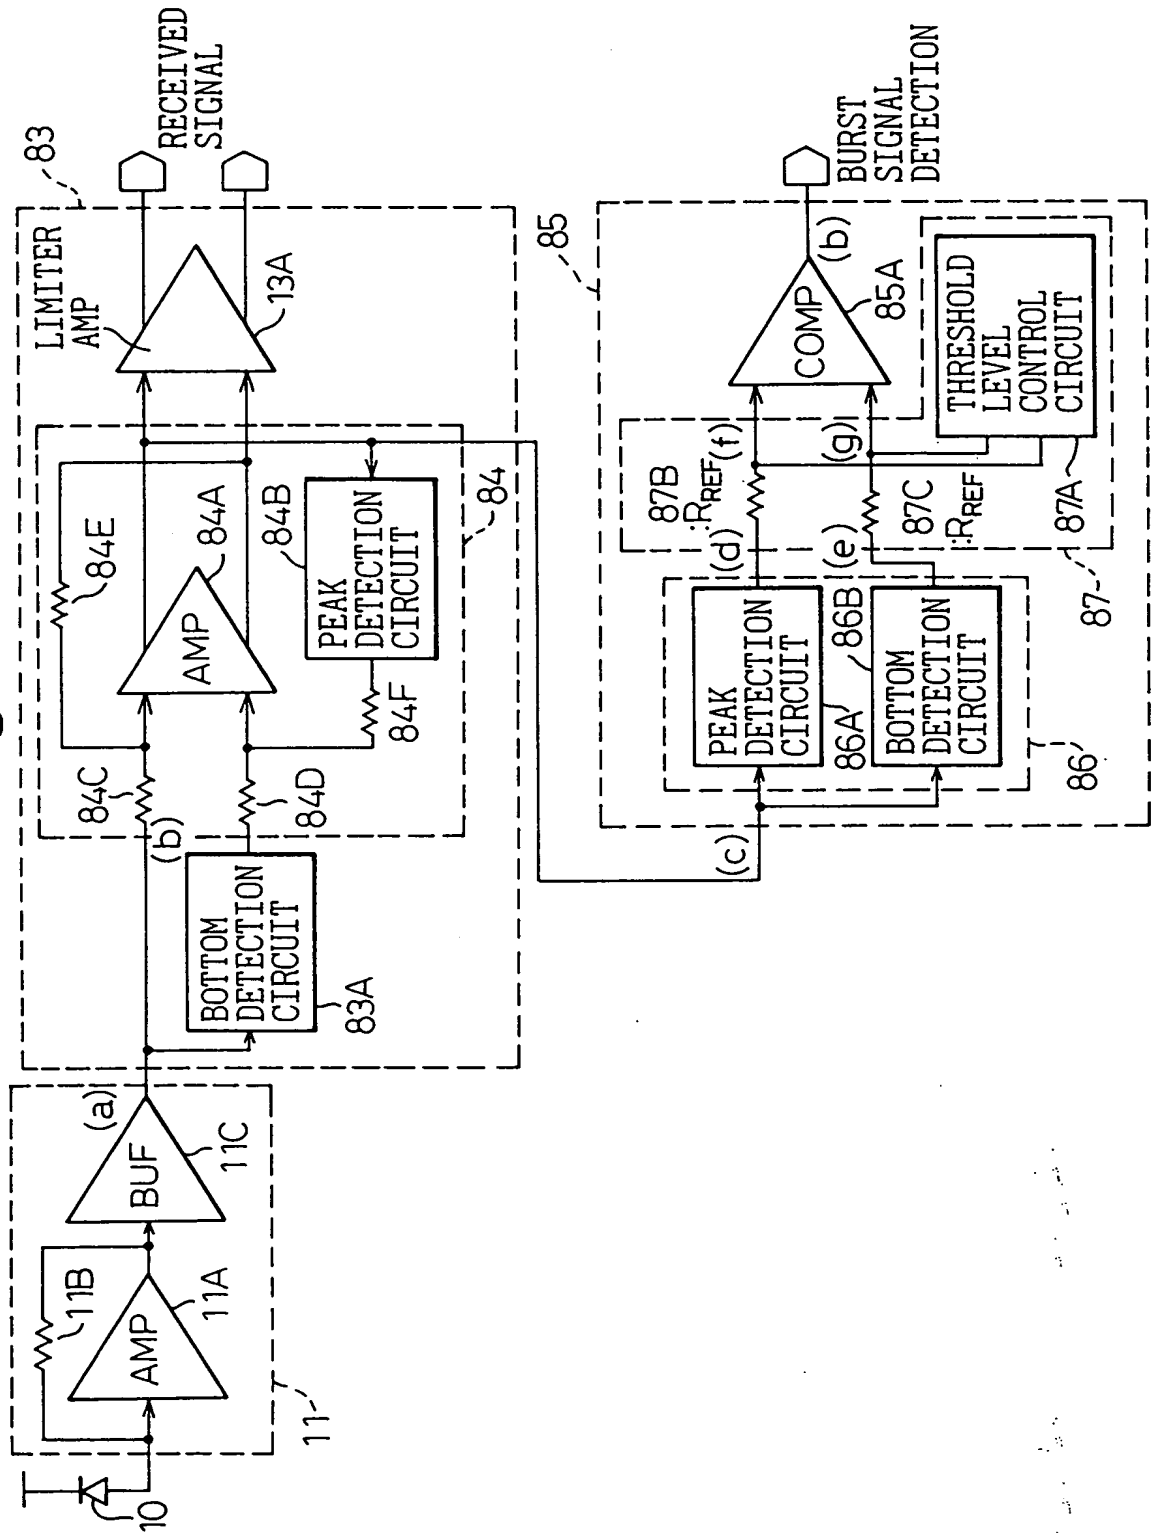 10
11
11B
AMP
11A
BUF
11C
(a)
83
BOTTOM
DETECTION
CIRCUIT
83A
(b)
84C
84D
84E
AMP
84A
84B
PEAK
DETECTION
CIRCUIT
84F
84
LIMITER
AMP
13A
RECEIVED
SIGNAL
(c)
85
86
PEAK
DETECTION
CIRCUIT
86A
86B
BOTTOM
DETECTION
CIRCUIT
(d)
(e)
87B
:RREF
87C
:RREF
(f)
(g)
87
87A
THRESHOLD
LEVEL
CONTROL
CIRCUIT
COMP
85A
(b)
BURST
SIGNAL
DETECTION